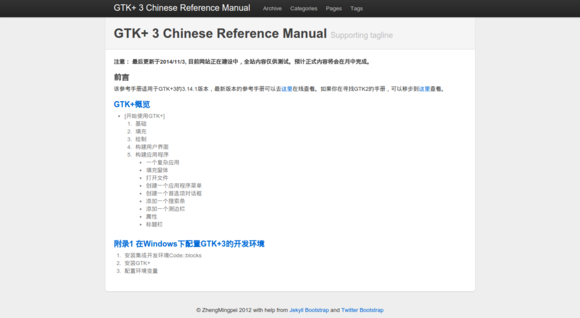 GTK+ 3 Chinese Reference Manual Archive Categories Pages Tags
GTK+ 3 Chinese Reference Manual Supporting tagline
注意： 最后更新于2014/11/3, 目前网站正在建设中，全站内容仅供测试。预计正式内容将会在月中完成。
前言
该参考手册适用于GTK+3的3.14.1版本，最新版本的参考手册可以去这里在线查看。如果你在寻找GTK2的手册，可以移步到这里查看。
GTK+概览
• [开始使用GTK+]
1. 基础
2. 填充
3. 绘制
4. 构建用户界面
5. 构建应用程序
• 一个复杂应用
• 填充窗体
• 打开文件
• 创建一个应用程序菜单
• 创建一个首选项对话框
• 添加一个搜索条
• 添加一个侧边栏
• 属性
• 标题栏
附录1 在Windows下配置GTK+3的开发环境
1. 安装集成开发环境Code::blocks
2. 安装GTK+
3. 配置环境变量
© ZhengMingpei 2012 with help from Jekyll Bootstrap and Twitter Bootstrap